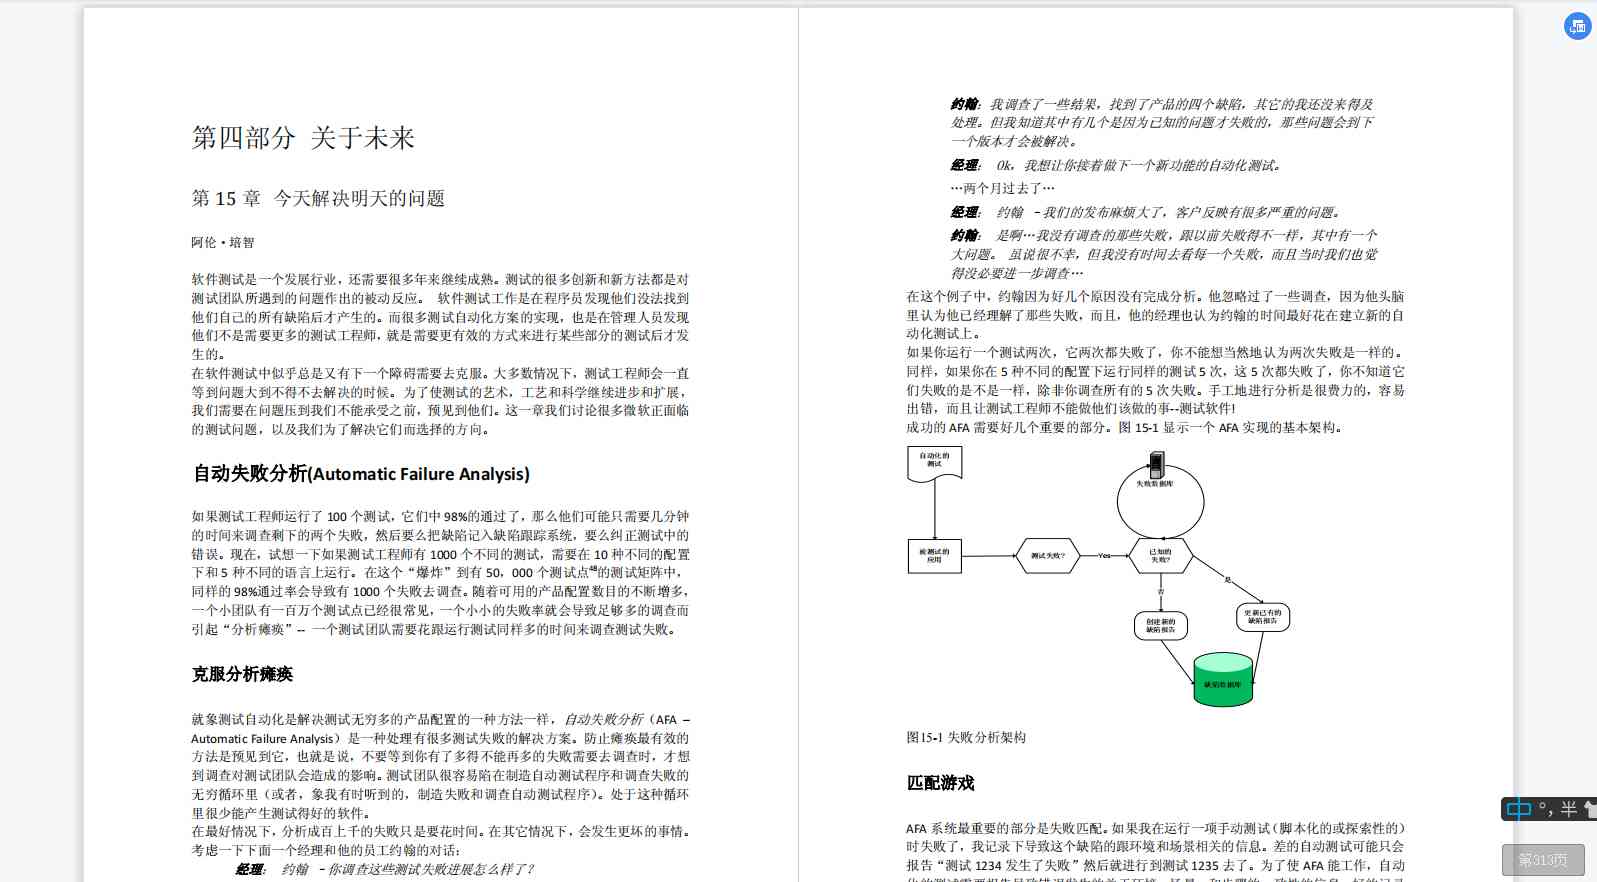 第四部分 关于未来
第 15 章 今天解决明天的问题
阿伦·培智
软件测试是一个发展行业，还需要很多年来继续成熟。测试的很多创新和新方法都是对
测试团队所遇到的问题作出的被动反应。 软件测试工作是在程序员发现他们没法找到
他们自己的所有缺陷后才产生的。而很多测试自动化方案的实现，也是在管理人员发现
他们不是需要更多的测试工程师，就是需要更有效的方式来进行某些部分的测试后才发
生的。
在软件测试中似乎总是又有下一个障碍需要去克服。大多数情况下，测试工程师会一直
等到问题大到不得不去解决的时候。为了使测试的艺术，工艺和科学继续进步和扩展，
我们需要在问题压到我们不能承受之前，预见到他们。这一章我们讨论很多微软正面临
的测试问题，以及我们为了解决它们而选择的方向。
自动失败分析(Automatic Failure Analysis)
如果测试工程师运行了 100 个测试，它们中 98%的通过了，那么他们可能只需要几分钟
的时间来调查剩下的两个失败，然后要么把缺陷记入缺陷跟踪系统，要么纠正测试中的
错误。现在，试想一下如果测试工程师有 1000 个不同的测试，需要在 10 种不同的配置
下和 5 种不同的语言上运行。在这个“爆炸”到有 50，000 个测试点48的测试矩阵中，
同样的 98%通过率会导致有 1000 个失败去调查。随着可用的产品配置数目的不断增多，
一个小团队有一百万个测试点已经很常见，一个小小的失败率就会导致足够多的调查而
引起“分析瘫痪”-- 一个测试团队需要花跟运行测试同样多的时间来调查测试失败。
克服分析瘫痪
就象测试自动化是解决测试无穷多的产品配置的一种方法一样，自动失败分析（AFA –
Automatic Failure Analysis）是一种处理有很多测试失败的解决方案。防止瘫痪最有效的
方法是预见到它，也就是说，不要等到你有了多得不能再多的失败需要去调查时，才想
到调查对测试团队会造成的影响。测试团队很容易陷在制造自动测试程序和调查失败的
无穷循环里（或者，象我有时听到的，制造失败和调查自动测试程序）。处于这种循环
里很少能产生测试得好的软件。
在最好情况下，分析成百上千的失败只是要花时间。在其它情况下，会发生更坏的事情。
考虑一下下面一个经理和他的员工约翰的对话：
经理： 约翰 –你调查这些测试失败进展怎么样了？
约翰：我调查了一些结果，找到了产品的四个缺陷，其它的我还没来得及
处理。但我知道其中有几个是因为已知的问题才失败的，那些问题会到下
一个版本才会被解决。
经理： Ok，我想让你接着做下一个新功能的自动化测试。
…两个月过去了…
经理： 约翰 –我们的发布麻烦大了，客户反映有很多严重的问题。
约翰： 是啊…我没有调查的那些失败，跟以前失败得不一样，其中有一个
大问题。 虽说很不幸，但我没有时间去看每一个失败，而且当时我们也觉
得没必要进一步调查…
在这个例子中，约翰因为好几个原因没有完成分析。他忽略过了一些调查，因为他头脑
里认为他已经理解了那些失败，而且，他的经理也认为约翰的时间最好花在建立新的自
动化测试上。
如果你运行一个测试两次，它两次都失败了，你不能想当然地认为两次失败是一样的。
同样，如果你在 5 种不同的配置下运行同样的测试 5 次，这 5 次都失败了，你不知道它
们失败的是不是一样，除非你调查所有的 5 次失败。手工地进行分析是很费力的，容易
出错，而且让测试工程师不能做他们该做的事--测试软件!
成功的 AFA 需要好几个重要的部分。图 15-1 显示一个 AFA 实现的基本架构。
自动化的
测试
失败数据库
被测试的
应用
测试失败？
Yes
已知的
失败？
是
否
创建新的
缺陷报告
更新已有的
缺陷报告
缺陷数据库
图15-1 失败分析架构
匹配游戏
AFA 系统最重要的部分是失败匹配。如果我在运行一项手动测试（脚本化的或探索性的）
时失败了，我记录下导致这个缺陷的跟环境和场景相关的信息。差的自动测试可能只会
报告“测试 1234 发生了失败”然后就进行到测试 1235 去了。为了使 AFA 能工作，自动
中 °, 半
第313页